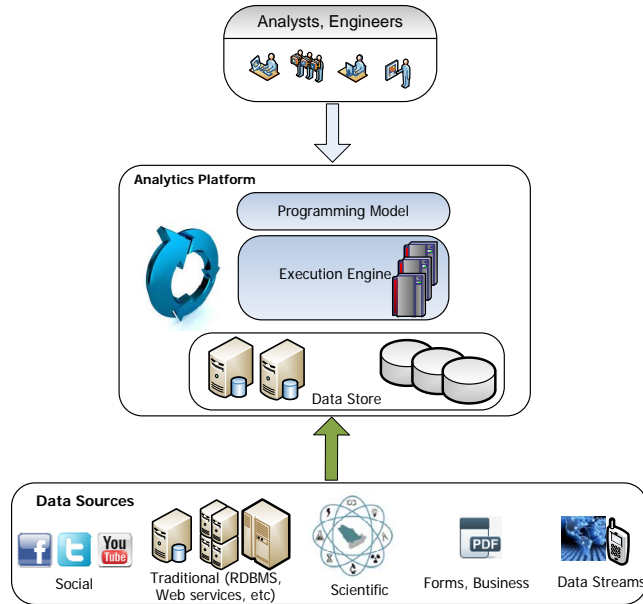 Analysts, Engineers
Analytics Platform
Programming Model
Execution Engine
Data Store
Data Sources
f
t
You
Tube
PDF
Social
Traditional (RDBMS,
Web services, etc)
Scientific
Forms, Business
Data Streams